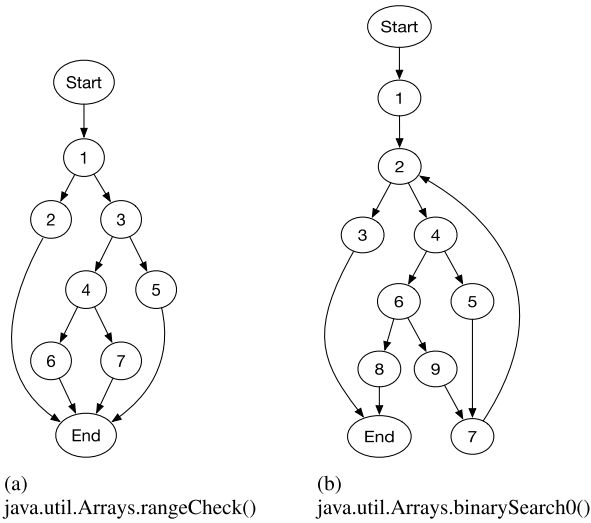 Start
1
2
3
4
5
6
7
End
(a)
java.util.Arrays.rangeCheck()
Start
1
2
3
4
6
5
8
9
End
7
(b)
java.util.Arrays.binarySearch0()